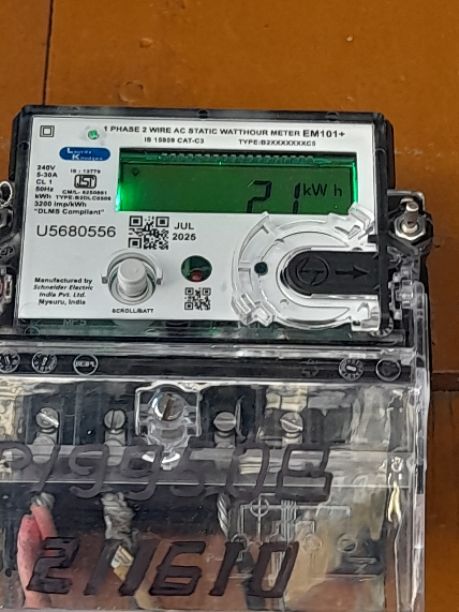 1 PHASE 2 WIRE AC STATIC WATTHOUR METER EM101+
IS 15959 CAT-C3 TYPE:B2XXXXXXXC5
240V
5-30A
CL 1
50Hz
kWh
3200 imp/kWh
"DLMS Compliant"
IS : 13779
ISI
21 kWh
U5680556
JUL
2025
Manufactured by
Schneider Electric
India Pvt. Ltd.
Mysuru, India
SCROLL/BATT
211610